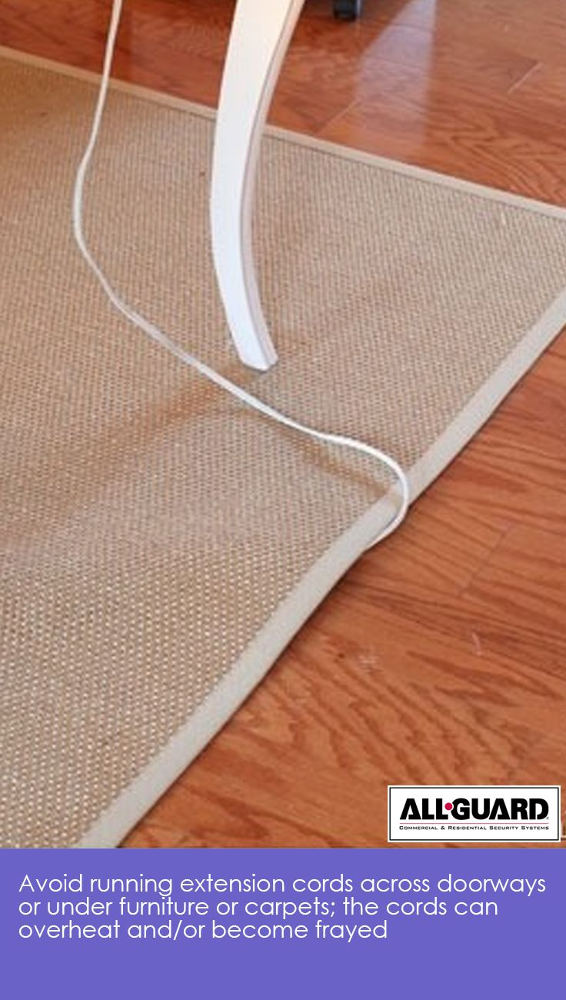 ALL·GUARD
COMMERCIAL & RESIDENTIAL SECURITY SYSTEMS
Avoid running extension cords across doorways
or under furniture or carpets; the cords can
overheat and/or become frayed